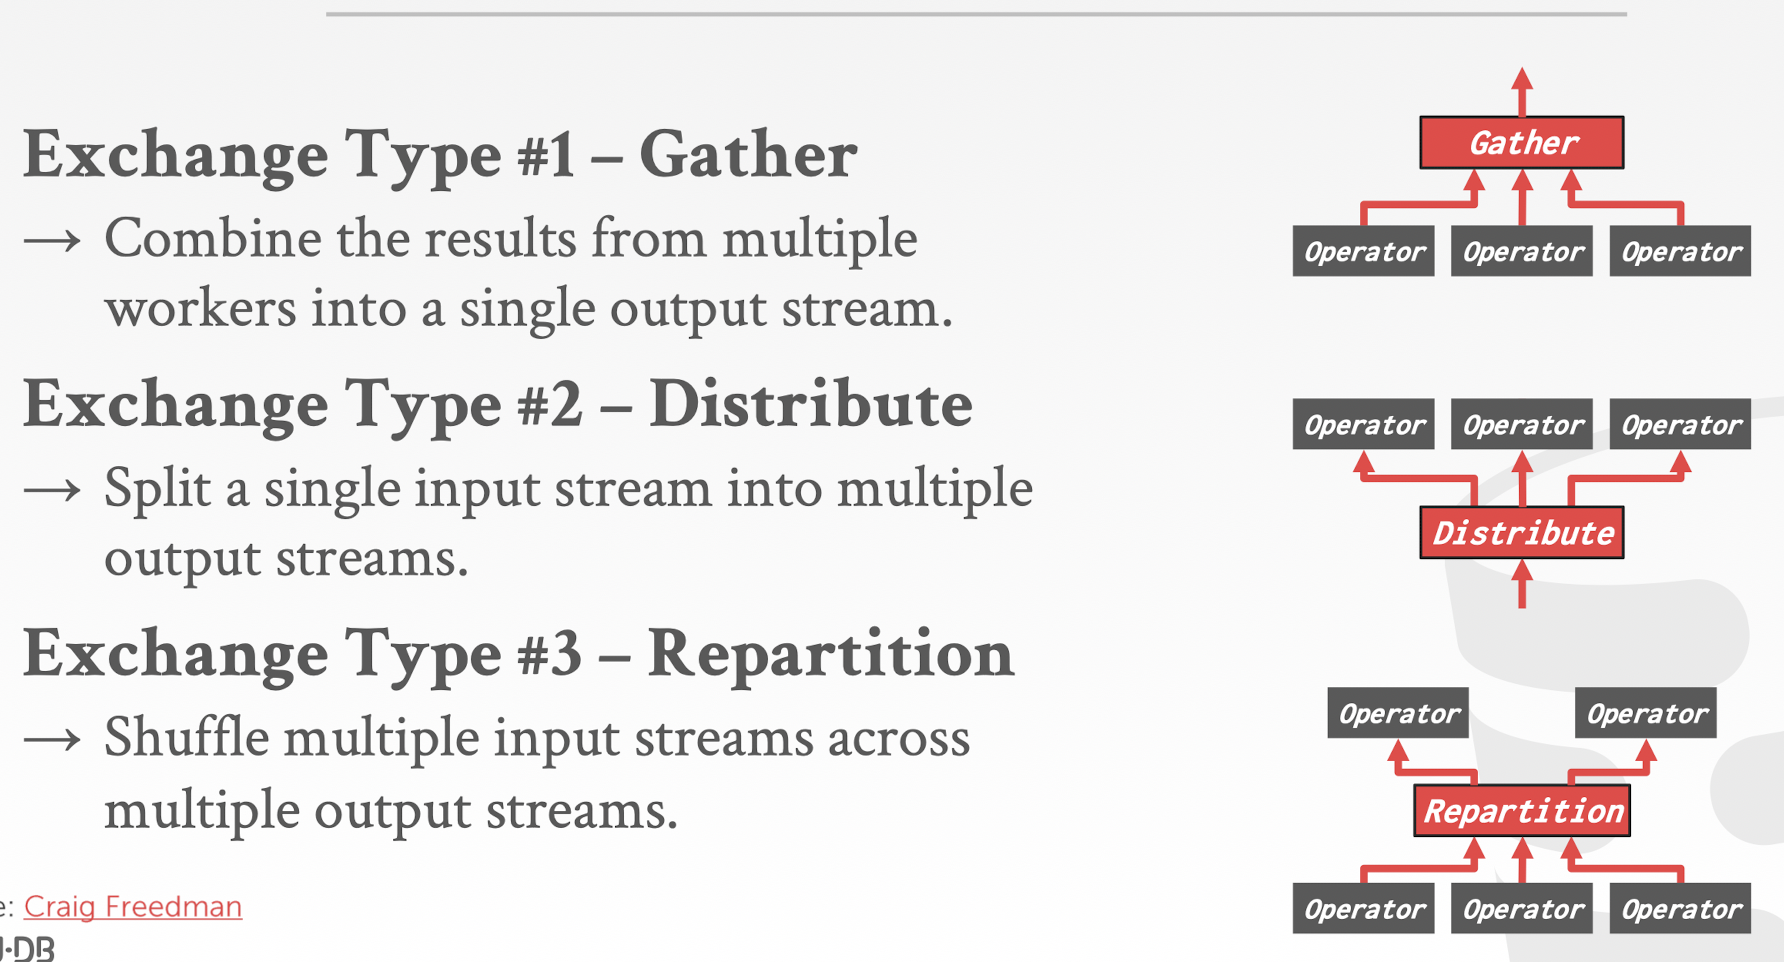 Exchange Type #1 – Gather
→ Combine the results from multiple
workers into a single output stream.
Exchange Type #2 – Distribute
→ Split a single input stream into multiple
output streams.
Exchange Type #3 – Repartition
→ Shuffle multiple input streams across
multiple output streams.
e: Craig Freedman
·DB
Gather
Operator Operator Operator
Operator Operator Operator
Distribute
Operator Operator
Repartition
Operator Operator Operator